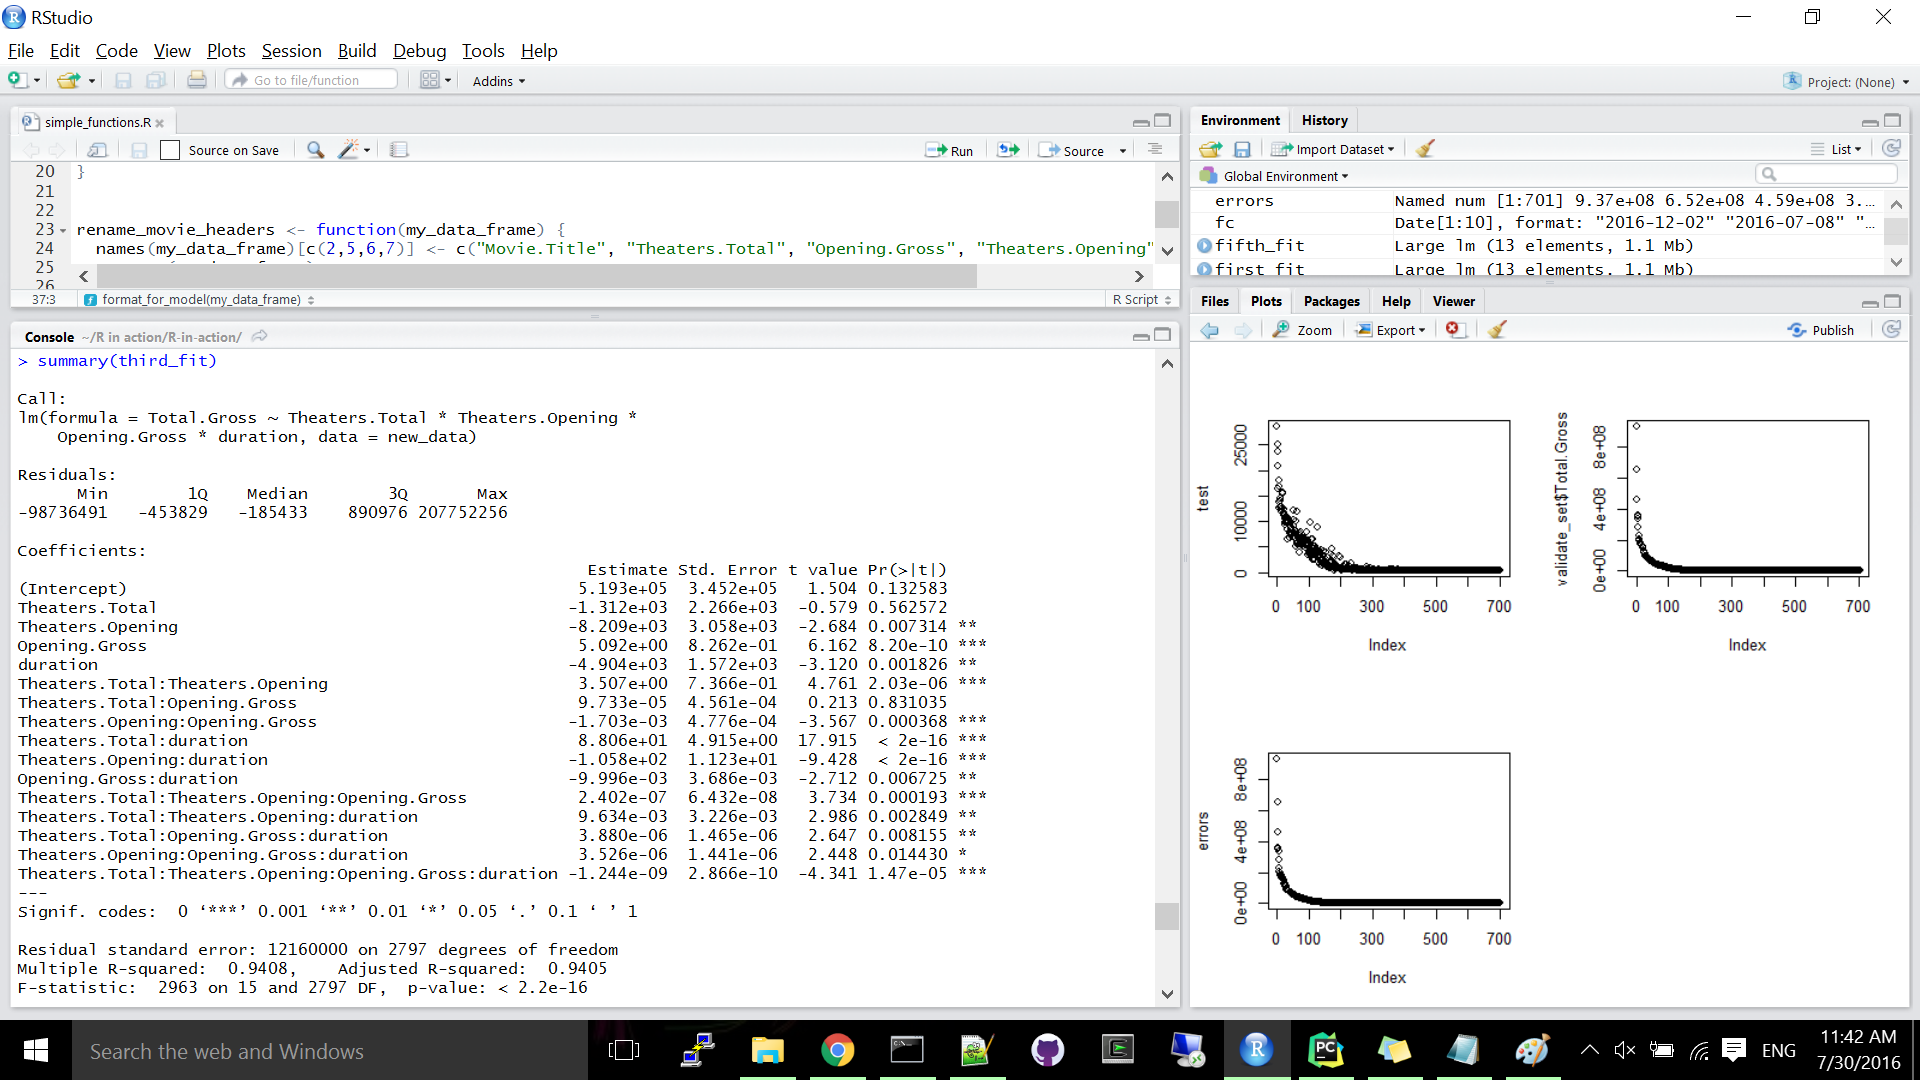 RStudio
File Edit Code View Plots Session Build Debug Tools Help
Go to file/function Addins Project: (None)
simple_functions.R
Source on Save Run Source
20 }
21
22
23 rename_movie_headers <- function(my_data_frame) {
24 names(my_data_frame)[c(2,5,6,7)] <- c("Movie.Title", "Theaters.Total", "Opening.Gross", "Theaters.Opening"
25
26
37:3 format_for_model(my_data_frame) R Script
Console ~/R in action/R-in-action/
> summary(third_fit)
Call:
lm(formula = Total.Gross ~ Theaters.Total * Theaters.Opening *
Opening.Gross * duration, data = new_data)
Residuals:
Min 1Q Median 3Q Max
-98736491 -453829 -185433 890976 207752256
Coefficients:
Estimate Std. Error t value Pr(>|t|)
(Intercept) 5.193e+05 3.452e+05 1.504 0.132583
Theaters.Total -1.312e+03 2.266e+03 -0.579 0.562572
Theaters.Opening -8.209e+03 3.058e+03 -2.684 0.007314 **
Opening.Gross 5.092e+00 8.262e-01 6.162 8.20e-10 ***
duration -4.904e+03 1.572e+03 -3.120 0.001826 **
Theaters.Total:Theaters.Opening 3.507e+00 7.366e-01 4.761 2.03e-06 ***
Theaters.Total:Opening.Gross 9.733e-05 4.561e-04 0.213 0.831035
Theaters.Opening:Opening.Gross -1.703e-03 4.776e-04 -3.567 0.000368 ***
Theaters.Total:duration 8.806e+01 4.915e+00 17.915 < 2e-16 ***
Theaters.Opening:duration -1.058e+02 1.123e+01 -9.428 < 2e-16 ***
Opening.Gross:duration -9.996e-03 3.686e-03 -2.712 0.006725 **
Theaters.Total:Theaters.Opening:Opening.Gross 2.402e-07 6.432e-08 3.734 0.000193 ***
Theaters.Total:Theaters.Opening:duration 9.634e-03 3.226e-03 2.986 0.002849 **
Theaters.Total:Opening.Gross:duration 3.880e-06 1.465e-06 2.647 0.008155 **
Theaters.Opening:Opening.Gross:duration 3.526e-06 1.441e-06 2.448 0.014430 *
Theaters.Total:Theaters.Opening:Opening.Gross:duration -1.244e-09 2.866e-10 -4.341 1.47e-05 ***
---
Signif. codes: 0 ‘***’ 0.001 ‘**’ 0.01 ‘*’ 0.05 ‘.’ 0.1 ‘ ’ 1
Residual standard error: 12160000 on 2797 degrees of freedom
Multiple R-squared: 0.9408, Adjusted R-squared: 0.9405
F-statistic: 2963 on 15 and 2797 DF, p-value: < 2.2e-16
Environment History
Import Dataset List
Global Environment
errors Named num [1:701] 9.37e+08 6.52e+08 4.59e+08 3....
fc Date[1:10], format: "2016-12-02" "2016-07-08" "...
fifth_fit Large lm (13 elements, 1.1 Mb)
first_fit Large lm (13 elements, 1.1 Mb)
Files Plots Packages Help Viewer
Zoom Export Publish
test
0 10000 25000
0 100 300 500 700
Index
validate_set$Total.Gross
0e+00 4e+08 8e+08
0 100 300 500 700
Index
errors
0e+00 4e+08 8e+08
0 100 300 500 700
Index
Search the web and Windows
ENG
11:42 AM
7/30/2016